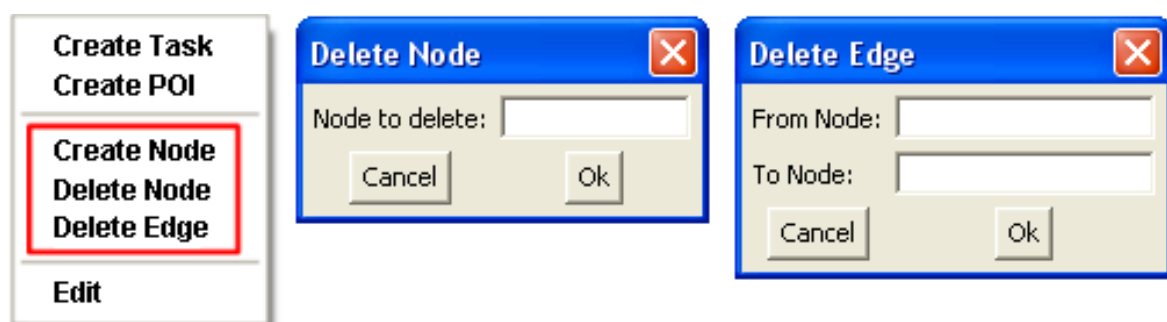 Create Task
Create POI
Create Node
Delete Node
Delete Edge
Edit
Delete Node
Node to delete:
Cancel Ok
Delete Edge
From Node:
To Node:
Cancel Ok